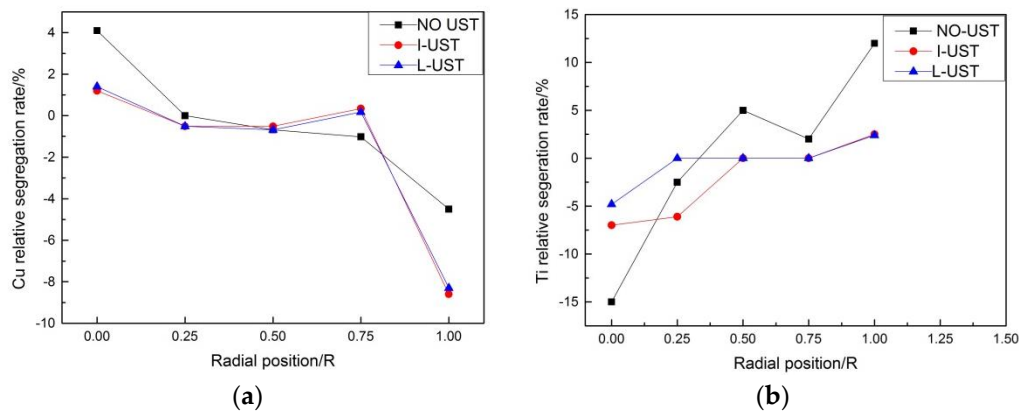 NO UST
I-UST
L-UST
Cu relative segregation rate/%
4
2
0
-2
-4
-6
-8
-10
0.00 0.25 0.50 0.75 1.00
Radial position/R
(a)
NO-UST
I-UST
L-UST
Ti relative segeration rate/%
15
10
5
0
-5
-10
-15
0.00 0.25 0.50 0.75 1.00 1.25 1.50
Radial position/R
(b)